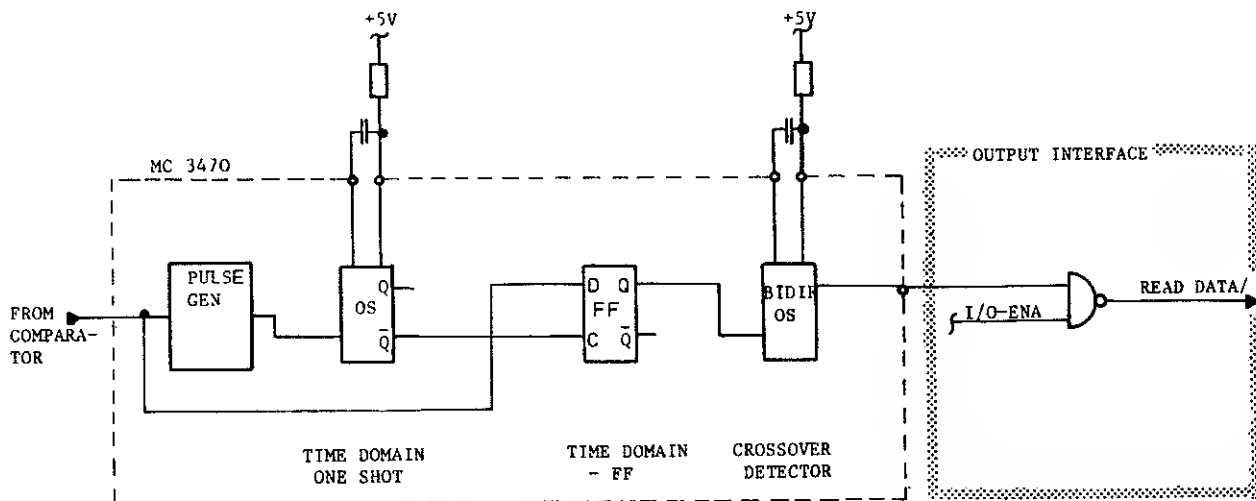 +5V
+5V
MC 3470
OUTPUT INTERFACE
PULSE
GEN
OS
Q
Q̅
D Q
FF
C Q̅
BIDIR
OS
FROM
COMPARA-
TOR
I/O-ENA
READ DATA/
TIME DOMAIN
ONE SHOT
TIME DOMAIN
- FF
CROSSOVER
DETECTOR